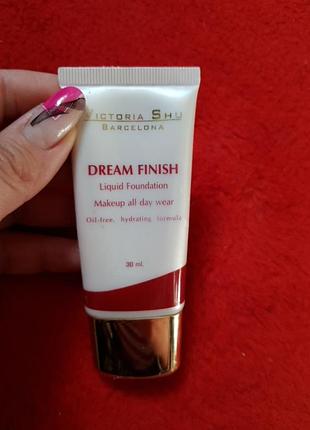 VICTORIA SHU
BARCELONA
DREAM FINISH
Liquid Foundation
Makeup all day wear
Oil-free, hydrating formula
30 ml.